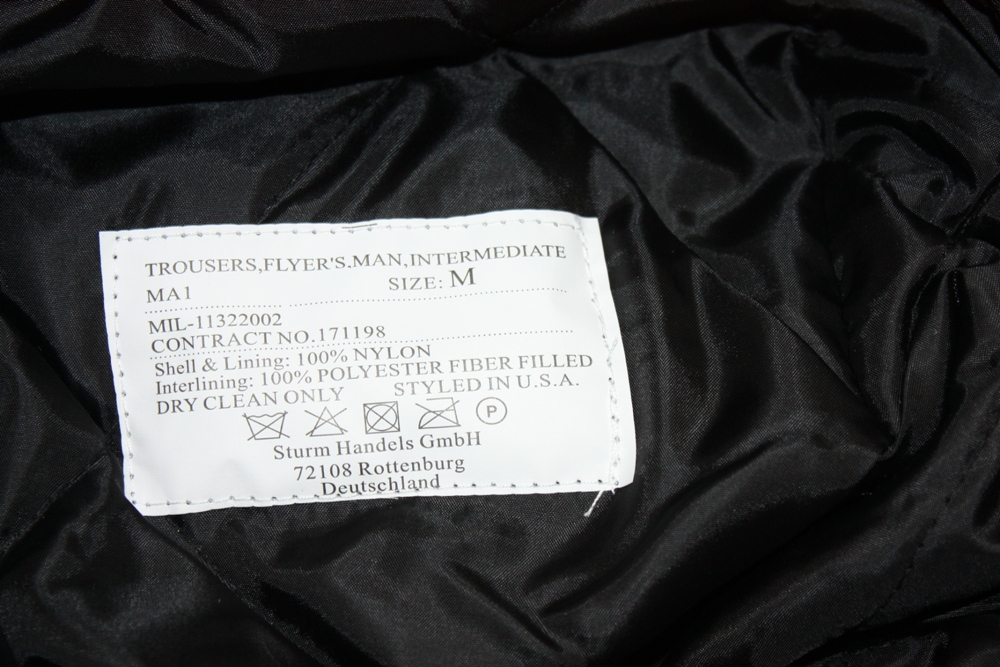 TROUSERS,FLYER'S.MAN,INTERMEDIATE
MA1 SIZE: M
MIL-11322002
CONTRACT NO.171198
Shell & Lining: 100% NYLON
Interlining: 100% POLYESTER FIBER FILLED
DRY CLEAN ONLY STYLED IN U.S.A.
P
Sturm Handels GmbH
72108 Rottenburg
Deutschland